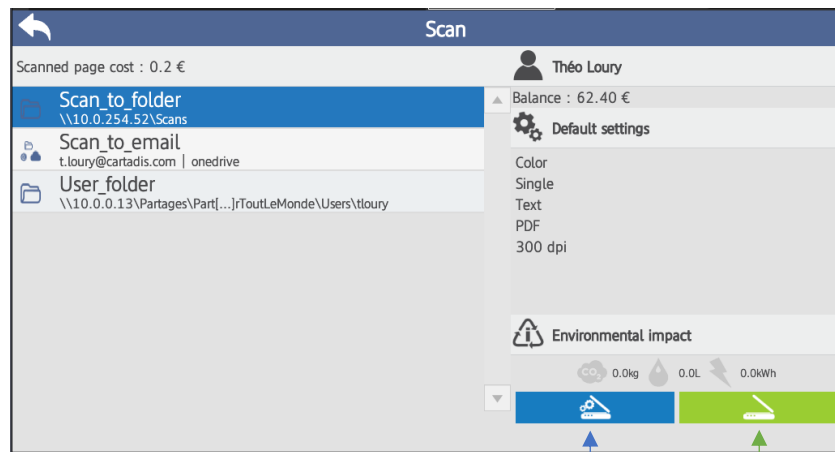 Scan
Scanned page cost : 0.2 €
Scan_to_folder
\\10.0.254.52\Scans
Scan_to_email
t.loury@cartadis.com | onedrive
User_folder
\\10.0.0.13\Partages\Part[...]rToutLeMonde\Users\tloury
Théo Loury
Balance : 62.40 €
Default settings
Color
Single
Text
PDF
300 dpi
Environmental impact
CO₂ 0.0kg 0.0L 0.0kWh